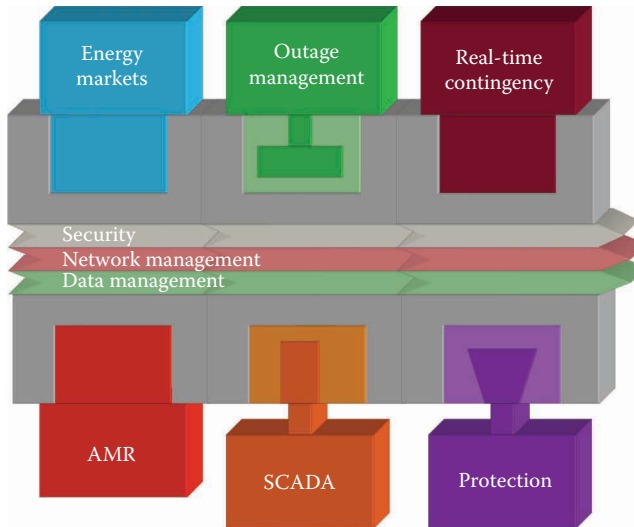 Energy
markets
Outage
management
Real-time
contingency
Security
Network management
Data management
AMR
SCADA
Protection